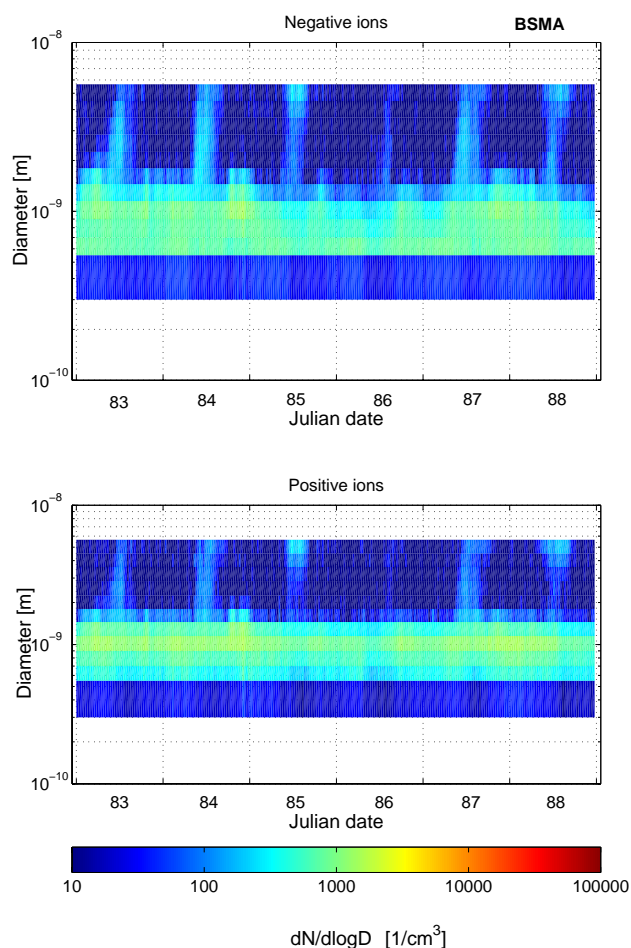 Negative ions BSMA
10⁻⁸
10⁻⁹
10⁻¹⁰
Diameter [m]
83 84 85 86 87 88
Julian date
Positive ions
10⁻⁸
10⁻⁹
10⁻¹⁰
Diameter [m]
83 84 85 86 87 88
Julian date
10 100 1000 10000 100000
dN/dlogD [1/cm³]